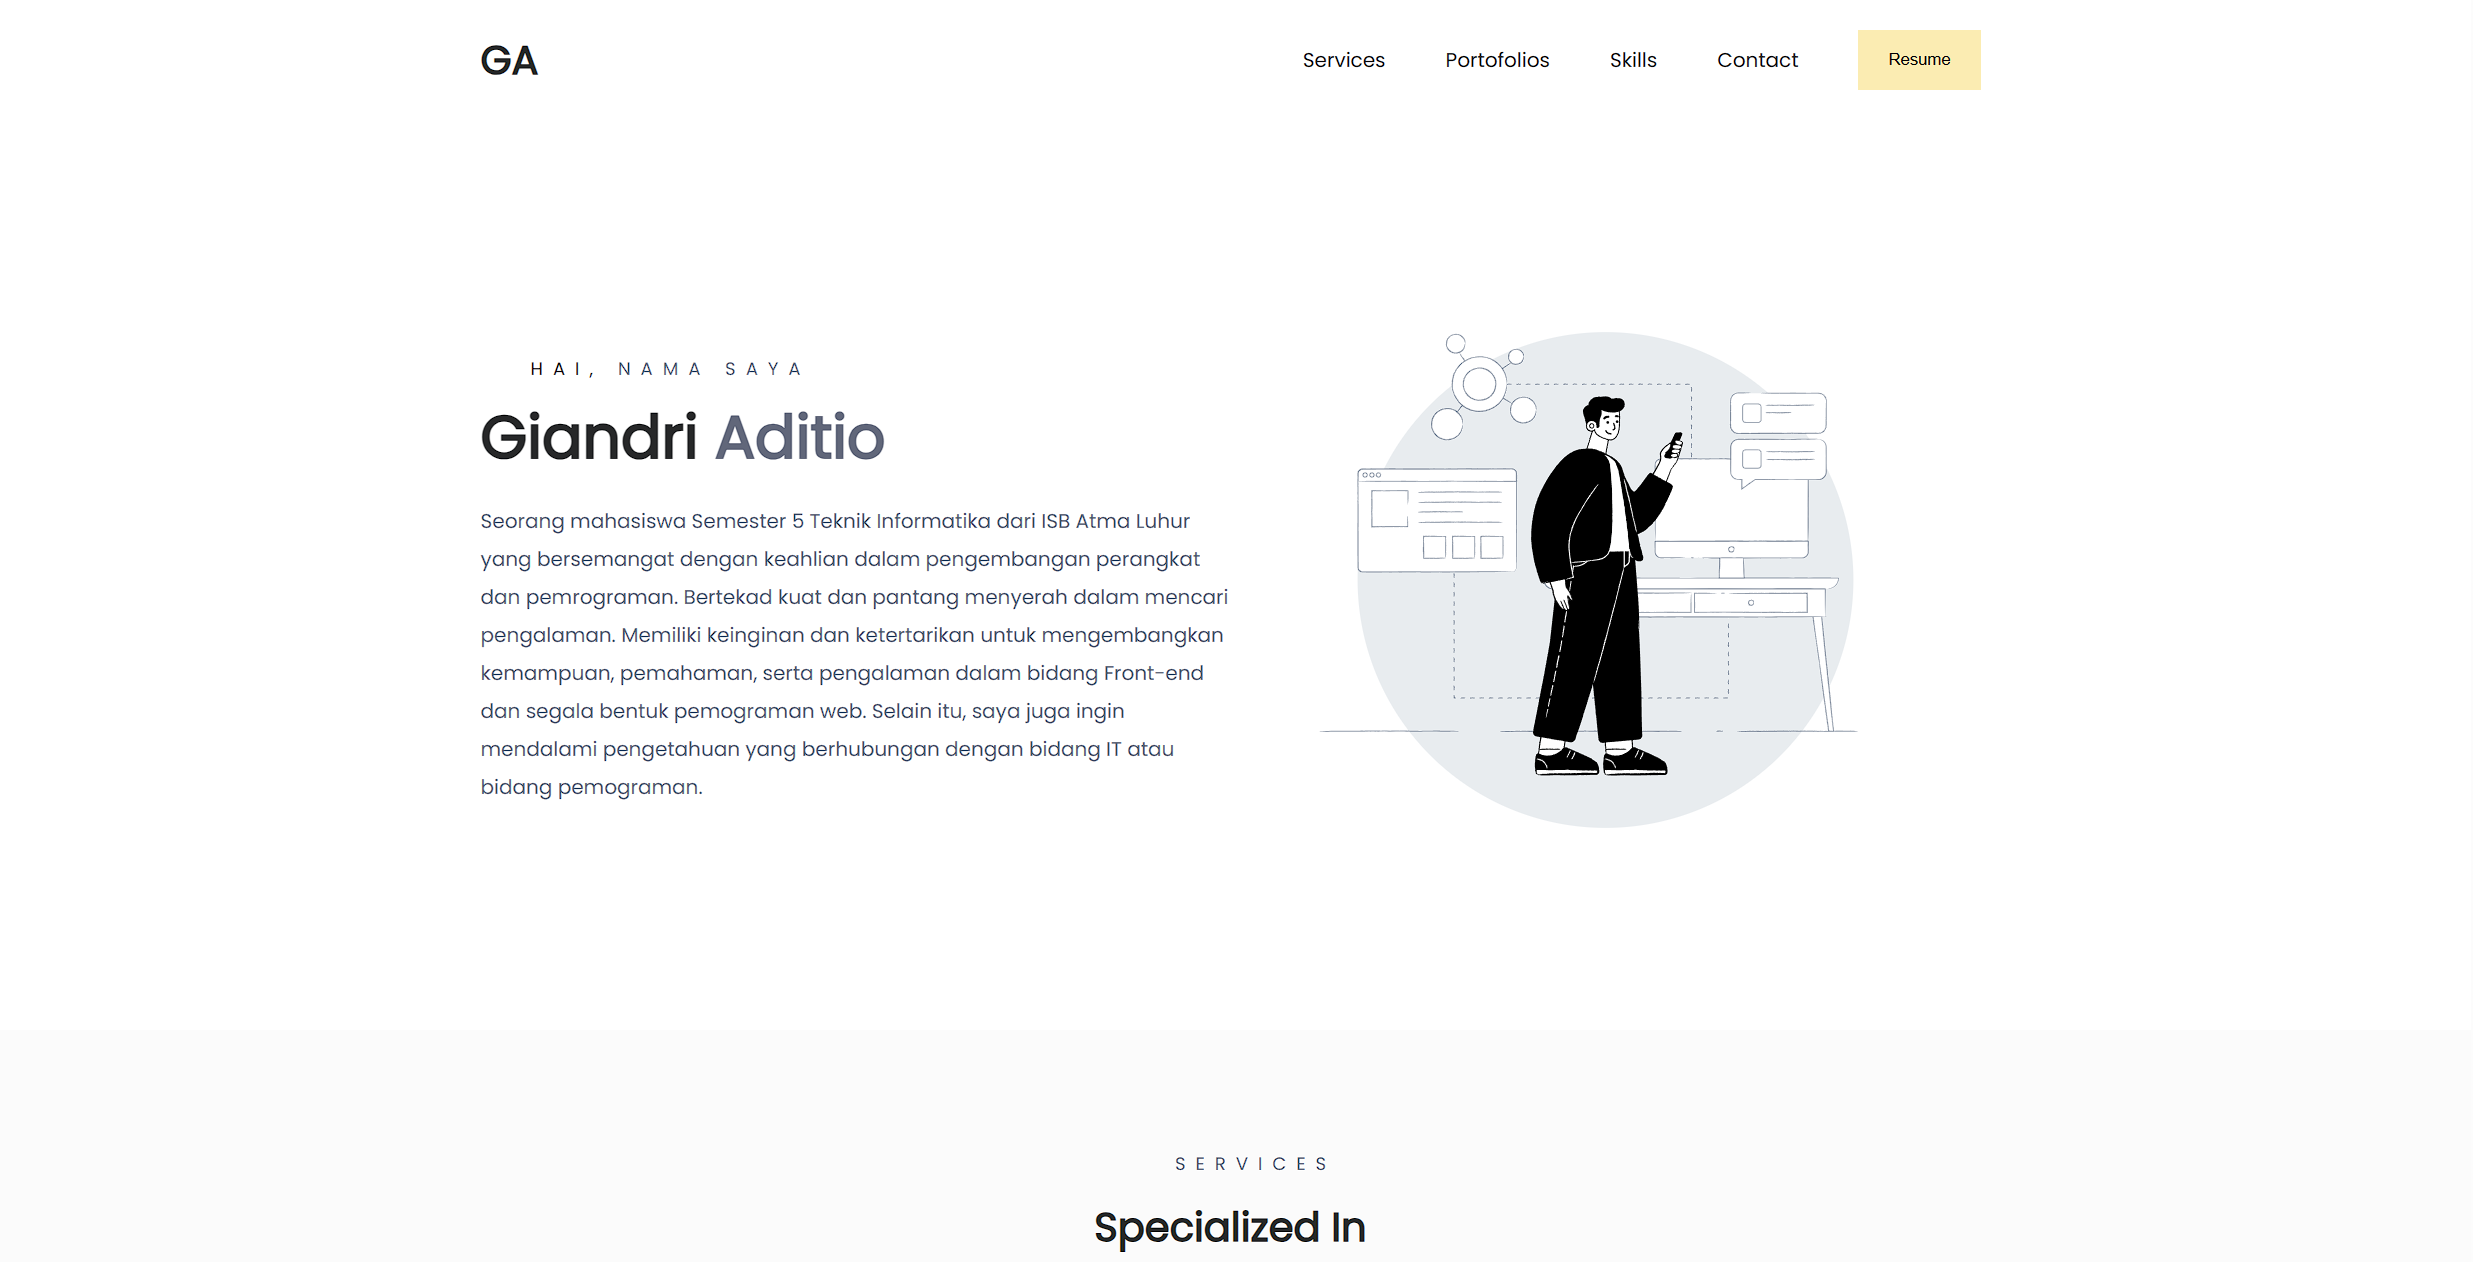 GA
Services Portofolios Skills Contact Resume
HAI, NAMA SAYA
Giandri Aditio
Seorang mahasiswa Semester 5 Teknik Informatika dari ISB Atma Luhur
yang bersemangat dengan keahlian dalam pengembangan perangkat
dan pemrograman. Bertekad kuat dan pantang menyerah dalam mencari
pengalaman. Memiliki keinginan dan ketertarikan untuk mengembangkan
kemampuan, pemahaman, serta pengalaman dalam bidang Front-end
dan segala bentuk pemograman web. Selain itu, saya juga ingin
mendalami pengetahuan yang berhubungan dengan bidang IT atau
bidang pemograman.
SERVICES
Specialized In